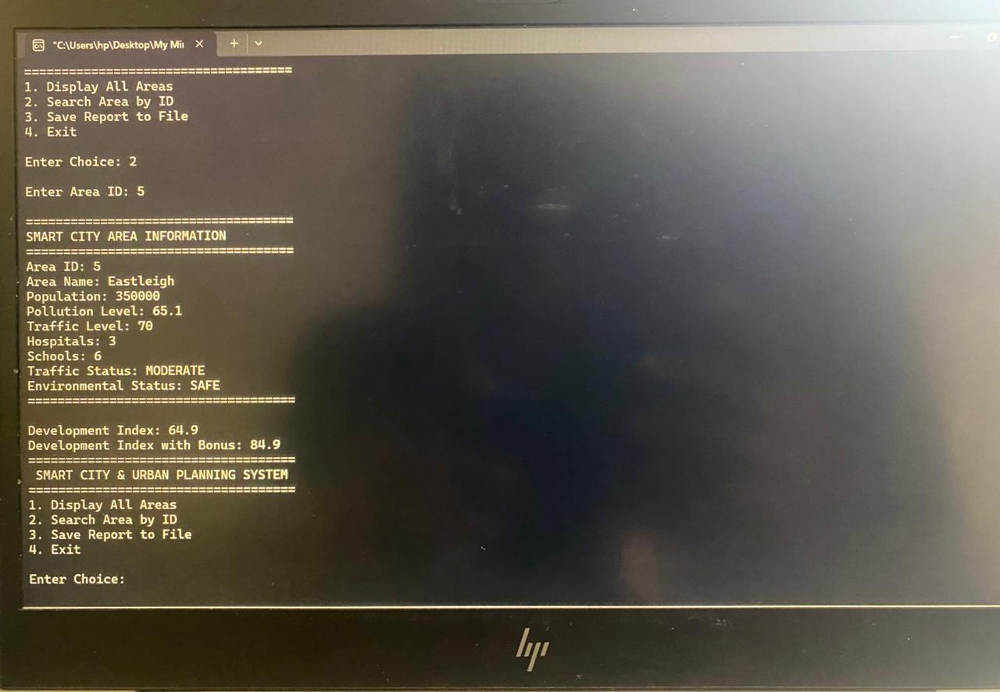 "C:\Users\hp\Desktop\My Mi
==================================
1. Display All Areas
2. Search Area by ID
3. Save Report to File
4. Exit
Enter Choice: 2
Enter Area ID: 5
==================================
SMART CITY AREA INFORMATION
==================================
Area ID: 5
Area Name: Eastleigh
Population: 350000
Pollution Level: 65.1
Traffic Level: 70
Hospitals: 3
Schools: 6
Traffic Status: MODERATE
Environmental Status: SAFE
==================================
Development Index: 64.9
Development Index with Bonus: 84.9
==================================
SMART CITY & URBAN PLANNING SYSTEM
==================================
1. Display All Areas
2. Search Area by ID
3. Save Report to File
4. Exit
Enter Choice:
hp